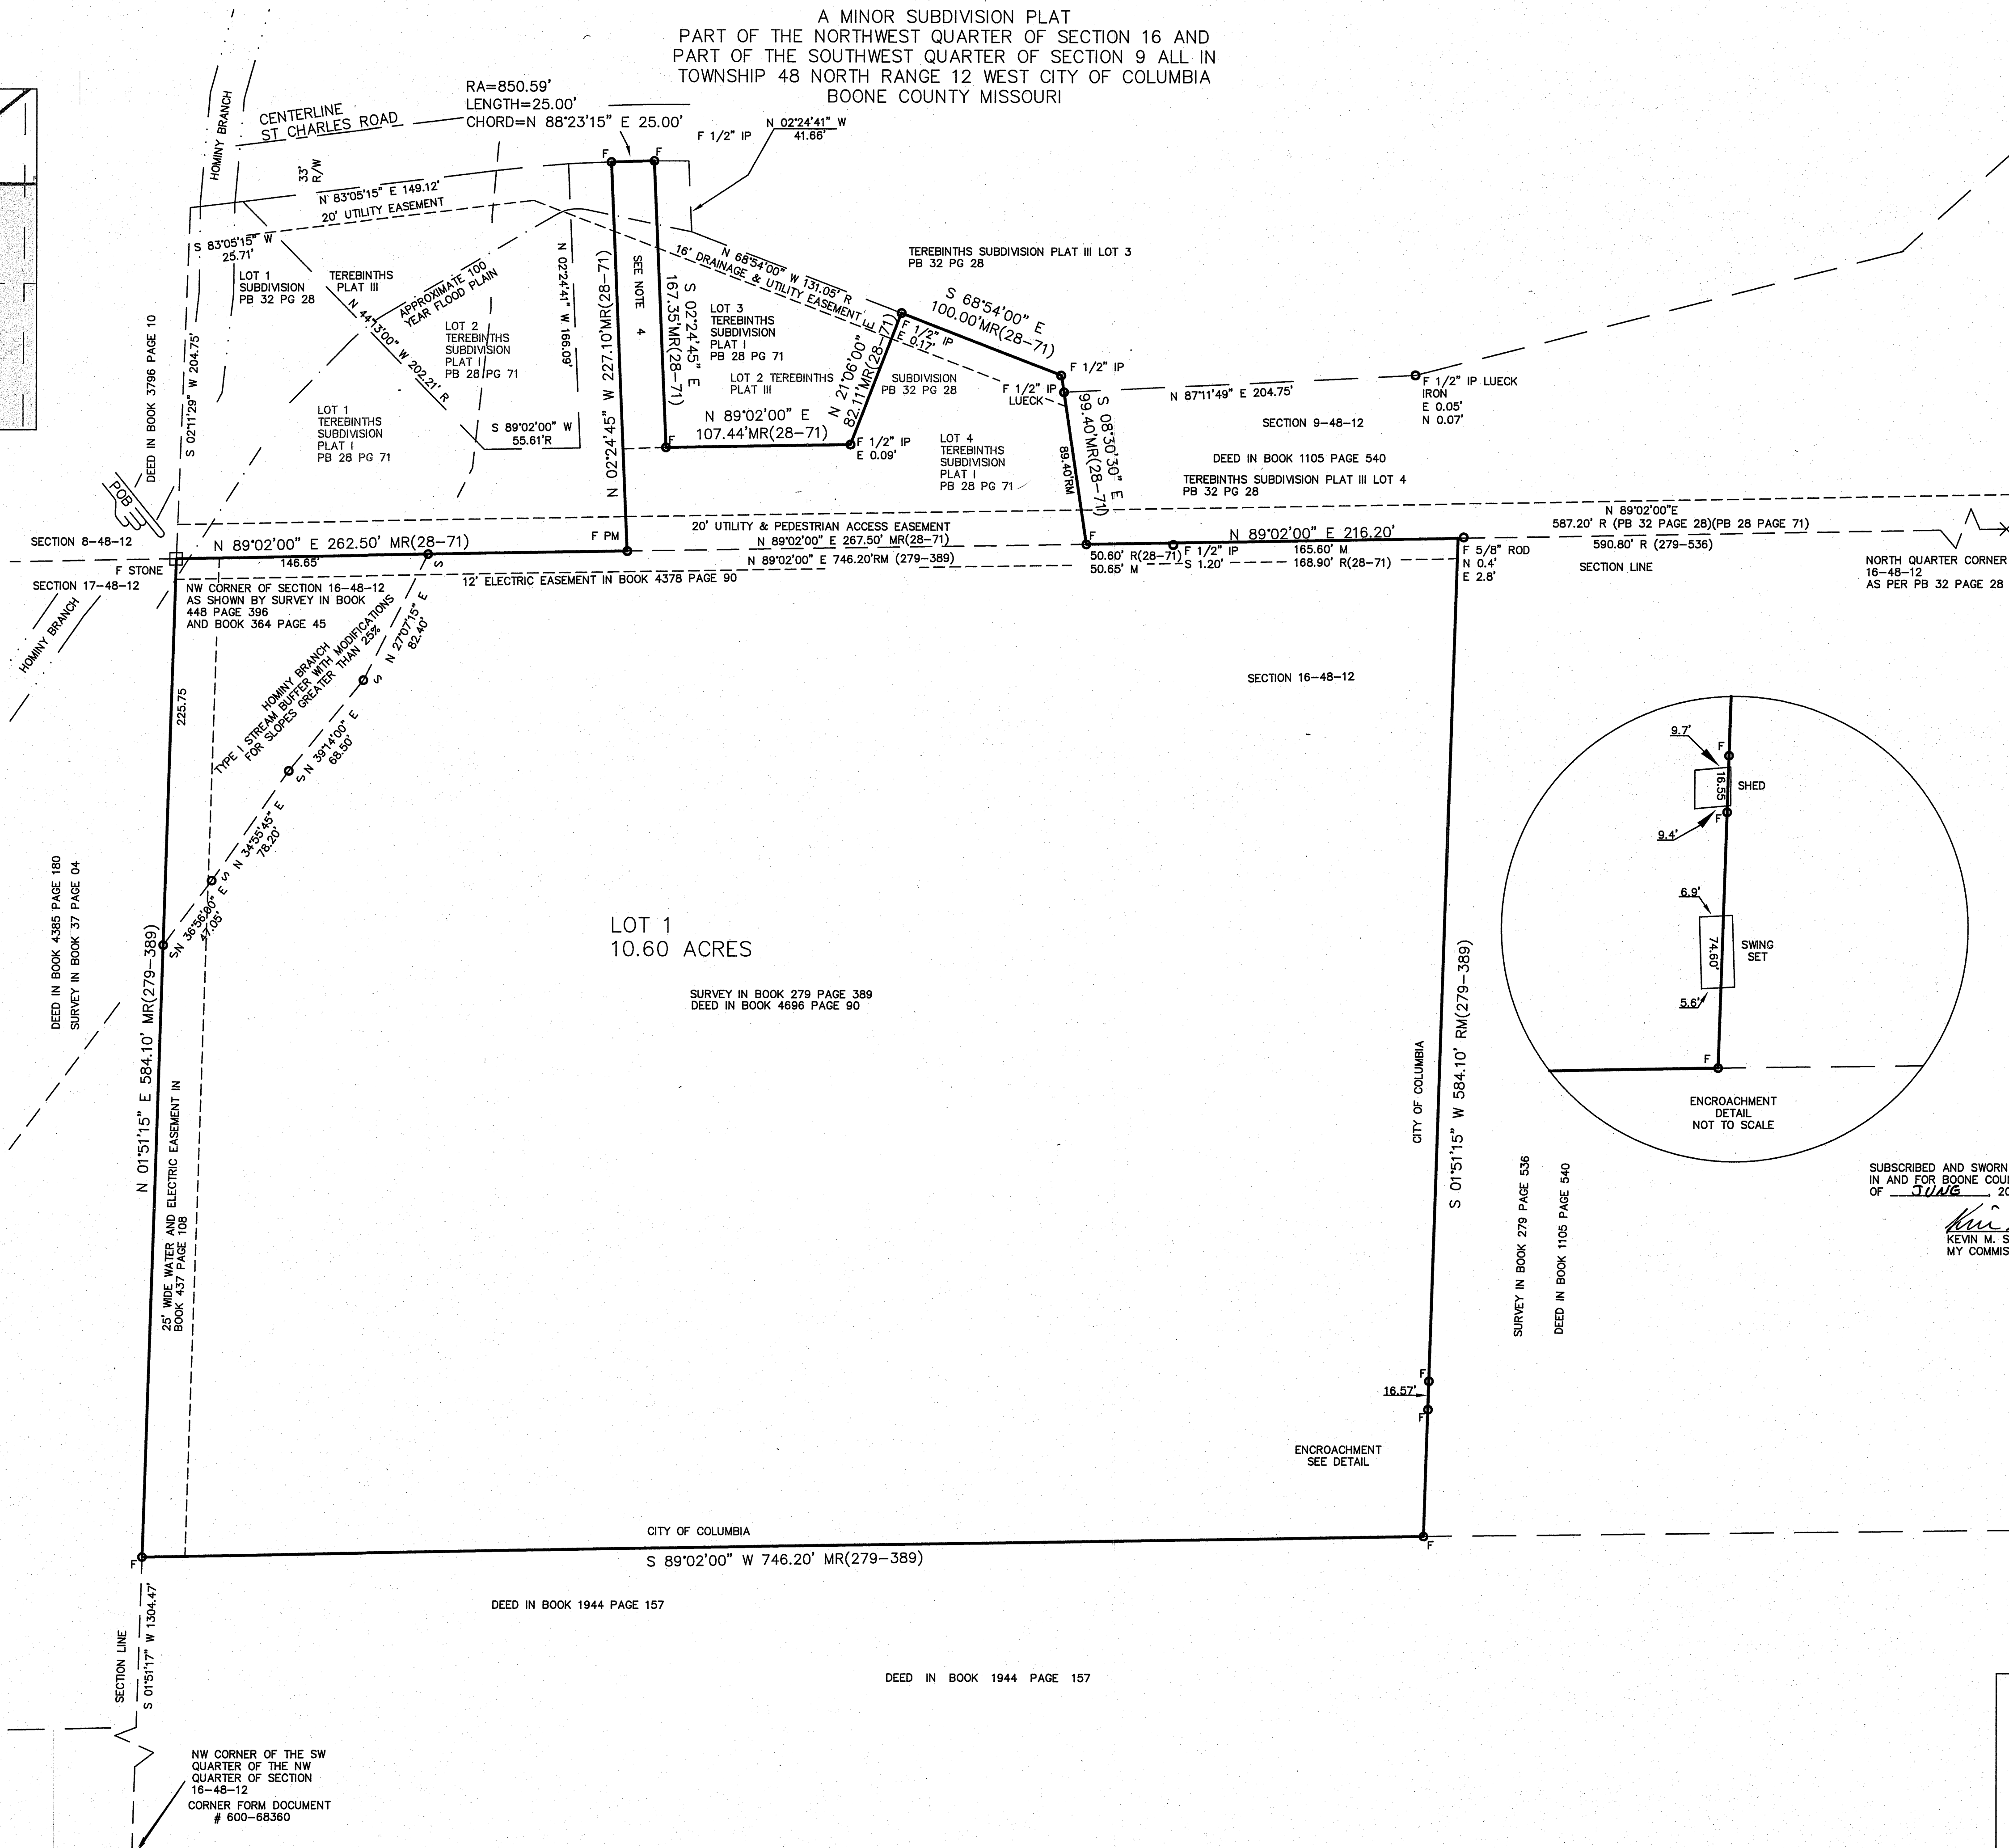 A MINOR SUBDIVISION PLAT
PART OF THE NORTHWEST QUARTER OF SECTION 16 AND
PART OF THE SOUTHWEST QUARTER OF SECTION 9 ALL IN
TOWNSHIP 48 NORTH RANGE 12 WEST CITY OF COLUMBIA
BOONE COUNTY MISSOURI
RA=850.59'
LENGTH=25.00'
CHORD=N 88°23'15" E 25.00'
CENTERLINE
ST CHARLES ROAD
HOMINY BRANCH
33'
R/W
F 1/2" IP
N 02°24'41" W
41.66'
F
F
N 83°05'15" E 149.12'
20' UTILITY EASEMENT
S 83°05'15" W
25.71'
LOT 1
SUBDIVISION
PB 32 PG 28
TEREBINTHS
PLAT III
APPROXIMATE 100
YEAR FLOOD PLAIN
N 44°13'00" W 202.21' R
LOT 2
TEREBINTHS
SUBDIVISION
PLAT I
PB 28 PG 71
N 02°24'41" W 166.09'
N 02°24'45" W 227.10'MR(28-71)
SEE NOTE 4
S 02°24'45" E
167.35'MR(28-71)
LOT 3
TEREBINTHS
SUBDIVISION
PLAT I
PB 28 PG 71
N 68°54'00" W 131.05' R
16' DRAINAGE & UTILITY EASEMENT
TEREBINTHS SUBDIVISION PLAT III LOT 3
PB 32 PG 28
S 68°54'00" E
100.00'MR(28-71)
F 1/2" IP
E 0.17'
N 21°06'00" E
82.11'MR(28-71)
LOT 2 TEREBINTHS
PLAT III
SUBDIVISION
PB 32 PG 28
N 89°02'00" E
107.44'MR(28-71)
F
F 1/2" IP
E 0.09'
F 1/2" IP
F 1/2" IP
LUECK
S 08°30'30" E
99.40'MR(28-71)
89.40'RM
N 87°11'49" E 204.75'
F 1/2" IP LUECK
IRON
E 0.05'
N 0.07'
SECTION 9-48-12
DEED IN BOOK 1105 PAGE 540
TEREBINTHS SUBDIVISION PLAT III LOT 4
PB 32 PG 28
LOT 4
TEREBINTHS
SUBDIVISION
PLAT I
PB 28 PG 71
LOT 1
TEREBINTHS
SUBDIVISION
PLAT I
PB 28 PG 71
S 89°02'00" W
55.61'R
DEED IN BOOK 3796 PAGE 10
S 02°11'29" W 204.75'
POB
SECTION 8-48-12
F STONE
SECTION 17-48-12
HOMINY BRANCH
N 89°02'00" E 262.50' MR(28-71)
146.65'
F PM
20' UTILITY & PEDESTRIAN ACCESS EASEMENT
N 89°02'00" E 267.50' MR(28-71)
N 89°02'00" E 746.20'RM (279-389)
12' ELECTRIC EASEMENT IN BOOK 4378 PAGE 90
F
50.60' R(28-71)
50.65' M
F 1/2" IP
S 1.20'
N 89°02'00" E 216.20'
165.60' M
168.90' R(28-71)
F 5/8" ROD
N 0.4'
E 2.8'
N 89°02'00"E
587.20' R (PB 32 PAGE 28)(PB 28 PAGE 71)
590.80' R (279-536)
SECTION LINE
NORTH QUARTER CORNER
16-48-12
AS PER PB 32 PAGE 28
NW CORNER OF SECTION 16-48-12
AS SHOWN BY SURVEY IN BOOK
448 PAGE 396
AND BOOK 364 PAGE 45
HOMINY BRANCH
TYPE I STREAM BUFFER WITH MODIFICATIONS
FOR SLOPES GREATER THAN 25%
S
N 27°07'15" E
82.40'
S
S
N 39°14'00" E
68.50'
S
N 34°55'45" E
78.20'
S
N 36°56'00" E
47.05'
225.75
SECTION 16-48-12
DEED IN BOOK 4385 PAGE 180
SURVEY IN BOOK 37 PAGE 04
N 01°51'15" E 584.10' MR(279-389)
25' WIDE WATER AND ELECTRIC EASEMENT IN
BOOK 437 PAGE 108
LOT 1
10.60 ACRES
SURVEY IN BOOK 279 PAGE 389
DEED IN BOOK 4696 PAGE 90
CITY OF COLUMBIA
S 01°51'15" W 584.10' RM(279-389)
SURVEY IN BOOK 279 PAGE 536
DEED IN BOOK 1105 PAGE 540
9.7'
F
16.55
SHED
9.4'
F
6.9'
74.60'
SWING
SET
5.6'
F
ENCROACHMENT
DETAIL
NOT TO SCALE
SUBSCRIBED AND SWORN
IN AND FOR BOONE COU
OF JUNE, 20
KEVIN M. S
MY COMMIS
F
16.57'
F
ENCROACHMENT
SEE DETAIL
CITY OF COLUMBIA
S 89°02'00" W 746.20' MR(279-389)
F
F
DEED IN BOOK 1944 PAGE 157
DEED IN BOOK 1944 PAGE 157
SECTION LINE
S 01°51'17" W 1304.47'
NW CORNER OF THE SW
QUARTER OF THE NW
QUARTER OF SECTION
16-48-12
CORNER FORM DOCUMENT
# 600-68360